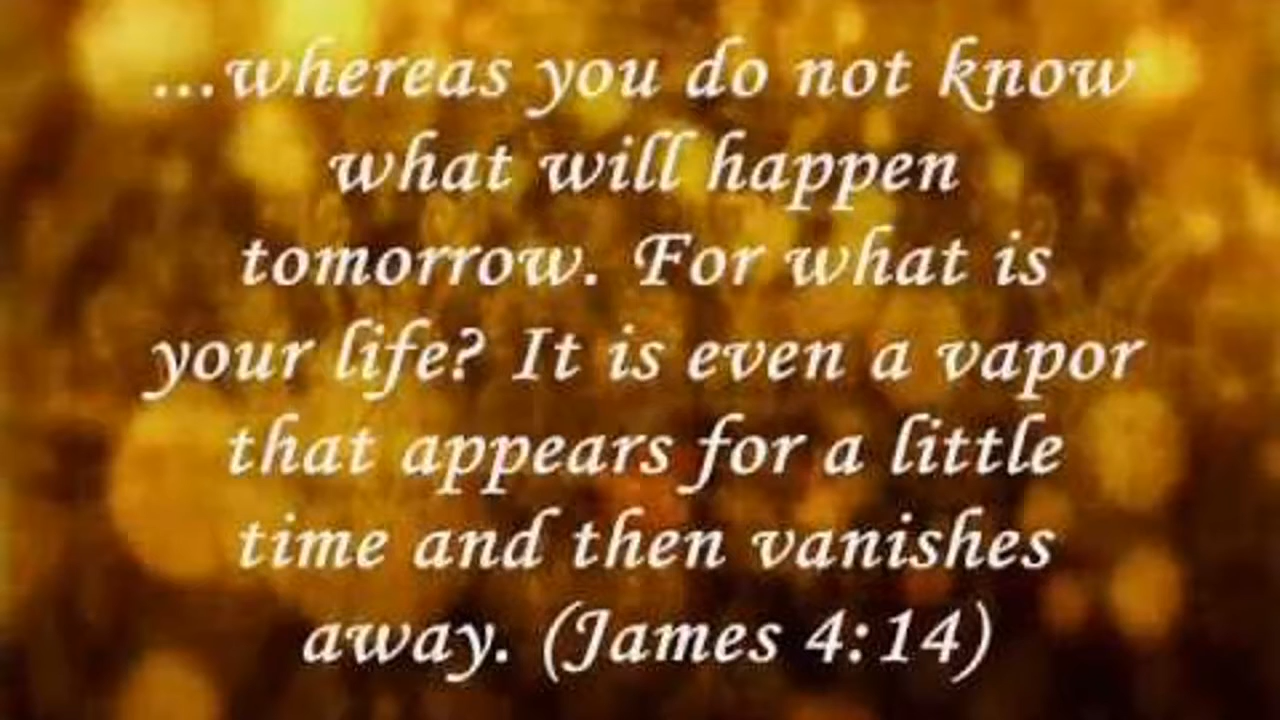 ...whereas you do not know
what will happen
tomorrow. For what is
your life? It is even a vapor
that appears for a little
time and then vanishes
away. (James 4:14)